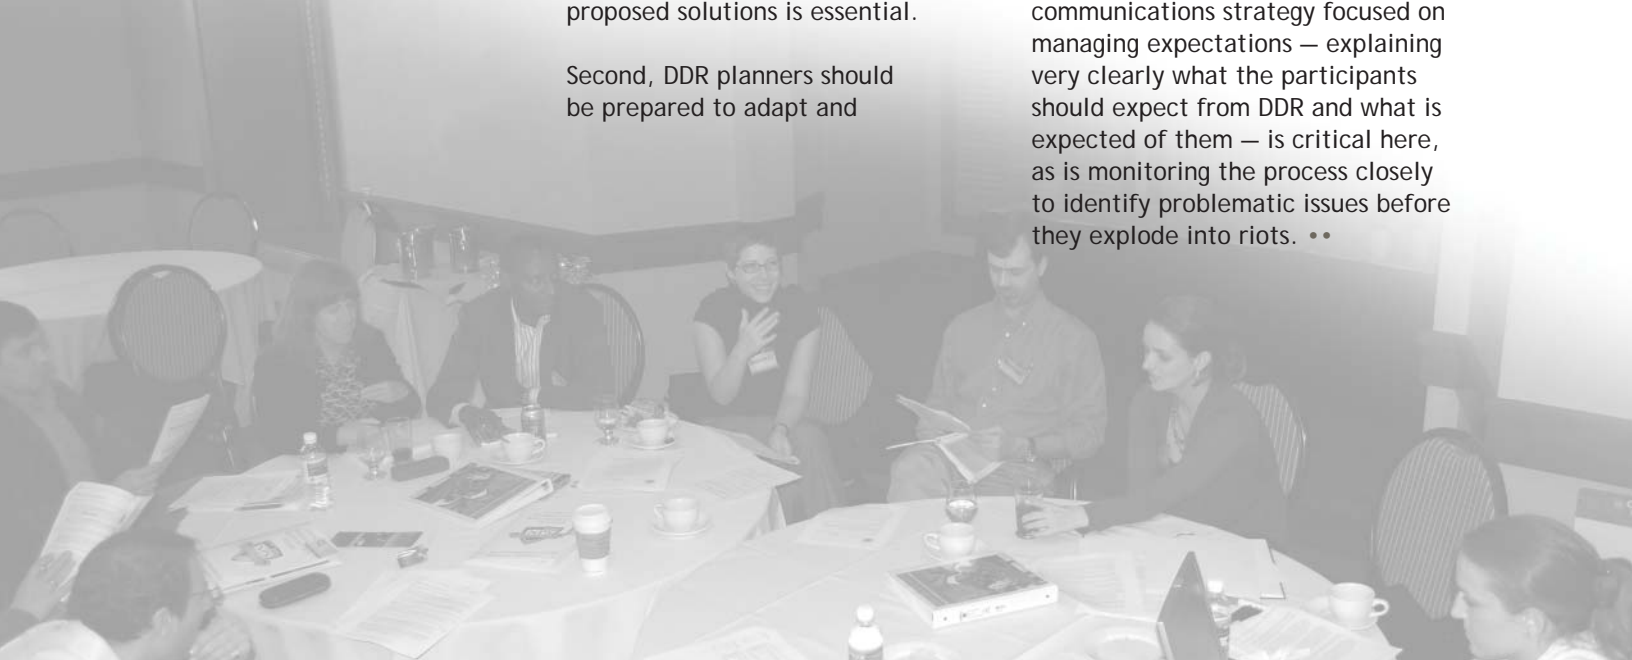 proposed solutions is essential.
Second, DDR planners should
be prepared to adapt and
communications strategy focused on
managing expectations — explaining
very clearly what the participants
should expect from DDR and what is
expected of them — is critical here,
as is monitoring the process closely
to identify problematic issues before
they explode into riots. ••